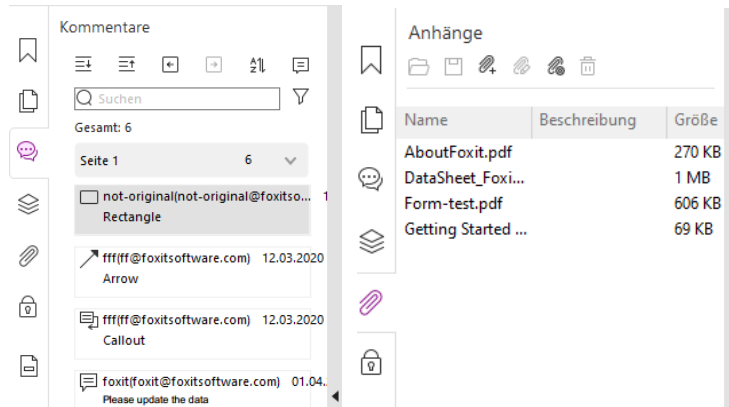 Kommentare
Suchen
Gesamt: 6
Seite 1 6
not-original(not-original@foxitso... 1
Rectangle
fff(ff@foxitsoftware.com) 12.03.2020
Arrow
fff(ff@foxitsoftware.com) 12.03.2020
Callout
foxit(foxit@foxitsoftware.com) 01.04.
Please update the data
Anhänge
Name Beschreibung Größe
AboutFoxit.pdf 270 KB
DataSheet_Foxi... 1 MB
Form-test.pdf 606 KB
Getting Started ... 69 KB